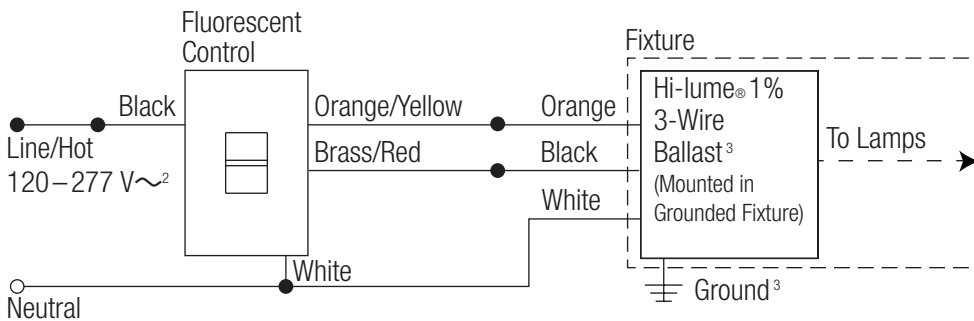 Fluorescent
Control
Fixture
Black
Orange/Yellow
Orange
Hi-lume® 1%
3-Wire
Ballast³
(Mounted in
Grounded Fixture)
To Lamps
Line/Hot
120–277 V~²
Brass/Red
Black
White
White
Neutral
Ground³